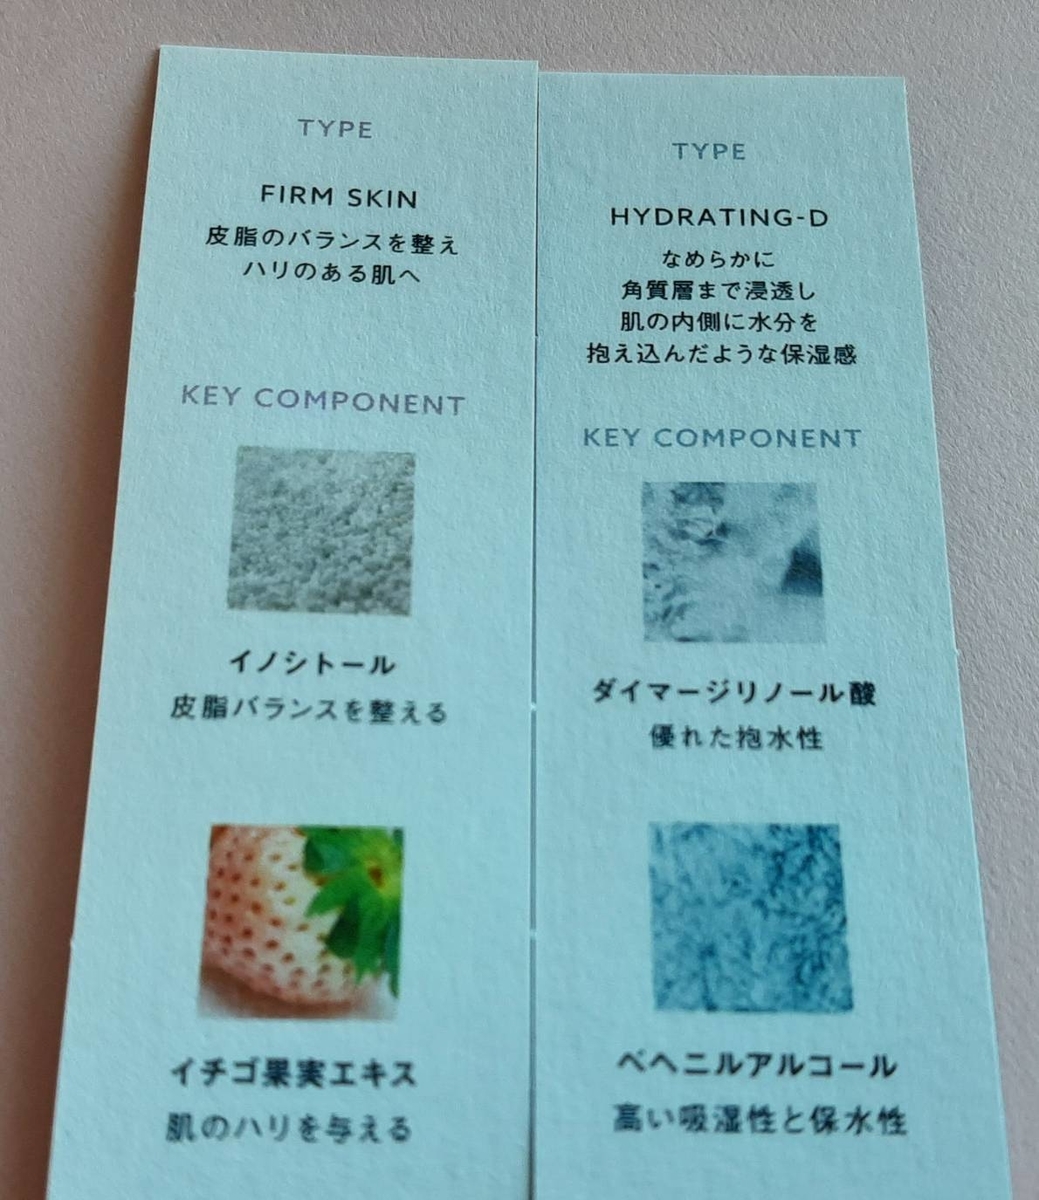 TYPE
FIRM SKIN
皮脂のバランスを整え
ハリのある肌へ
KEY COMPONENT
イノシトール
皮脂バランスを整える
イチゴ果実エキス
肌のハリを与える
TYPE
HYDRATING-D
なめらかに
角質層まで浸透し
肌の内側に水分を
抱え込んだような保湿感
KEY COMPONENT
ダイマージリノール酸
優れた抱水性
ベヘニルアルコール
高い吸湿性と保水性